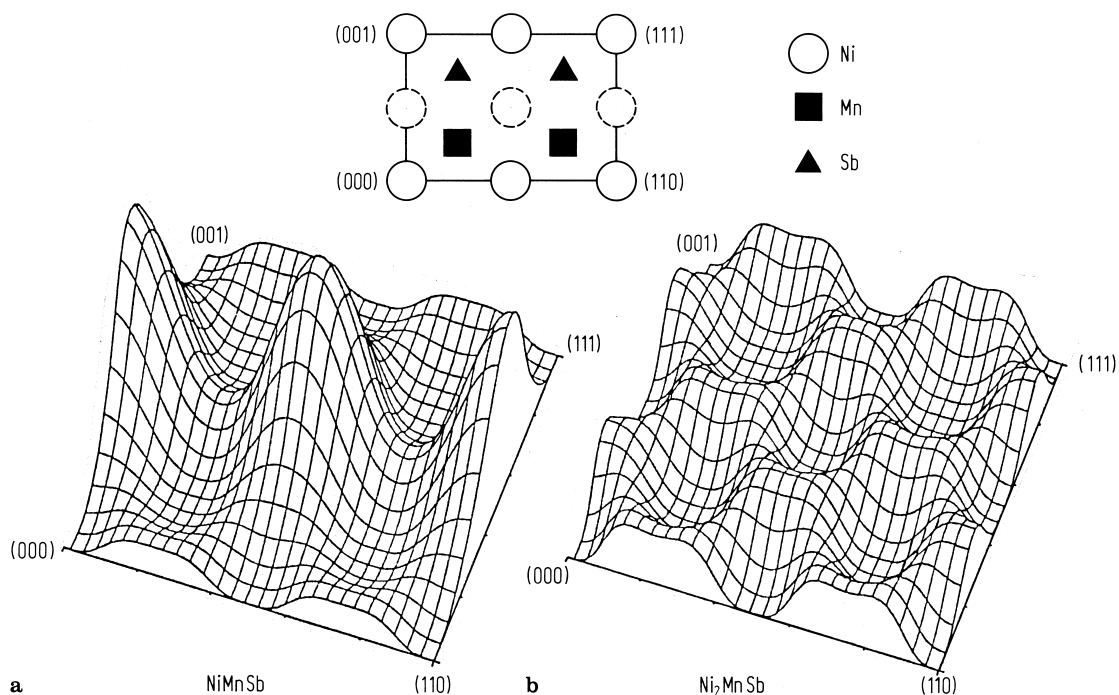 (001) (111) Ni
Mn
(000) (110) Sb
(001) (001)
(111) (111)
(000) (000)
a NiMnSb (110) b Ni₂MnSb (110)